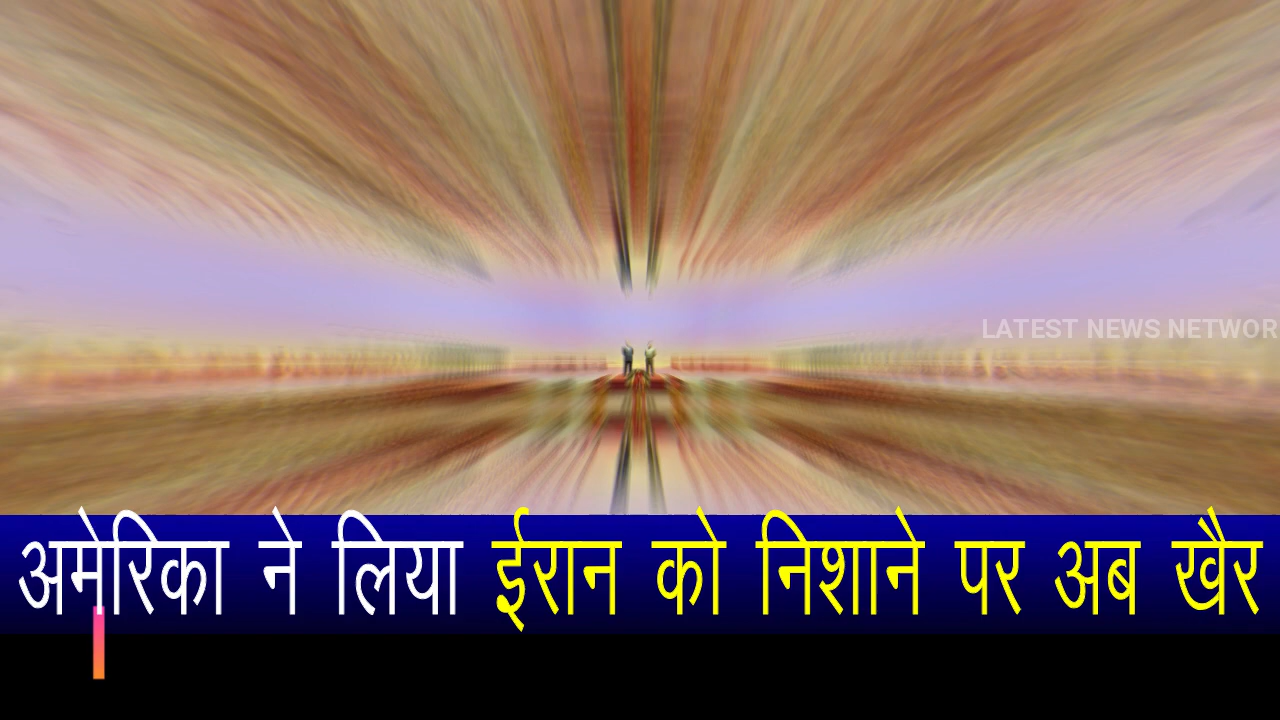 LATEST NEWS NETWOR
अमेरिका ने लिया ईरान को निशाने पर अब खैर